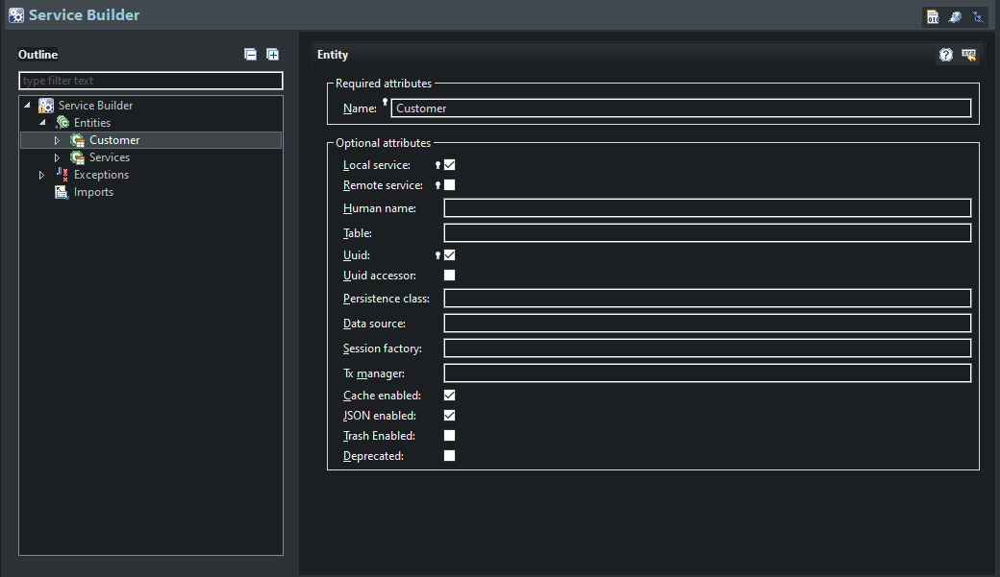 Service Builder
Outline
type filter text
Service Builder
Entities
Customer
Services
Exceptions
Imports
Entity
Required attributes
Name: Customer
Optional attributes
Local service:
Remote service:
Human name:
Table:
Uuid:
Uuid accessor:
Persistence class:
Data source:
Session factory:
Tx manager:
Cache enabled:
JSON enabled:
Trash Enabled:
Deprecated: